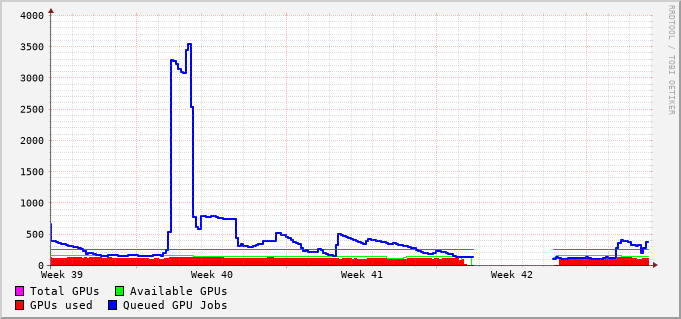 4000
3500
3000
2500
2000
1500
1000
500
0
Week 39 Week 40 Week 41 Week 42
Total GPUs Available GPUs
GPUs used Queued GPU Jobs
RRDTOOL / TOBI OETIKER